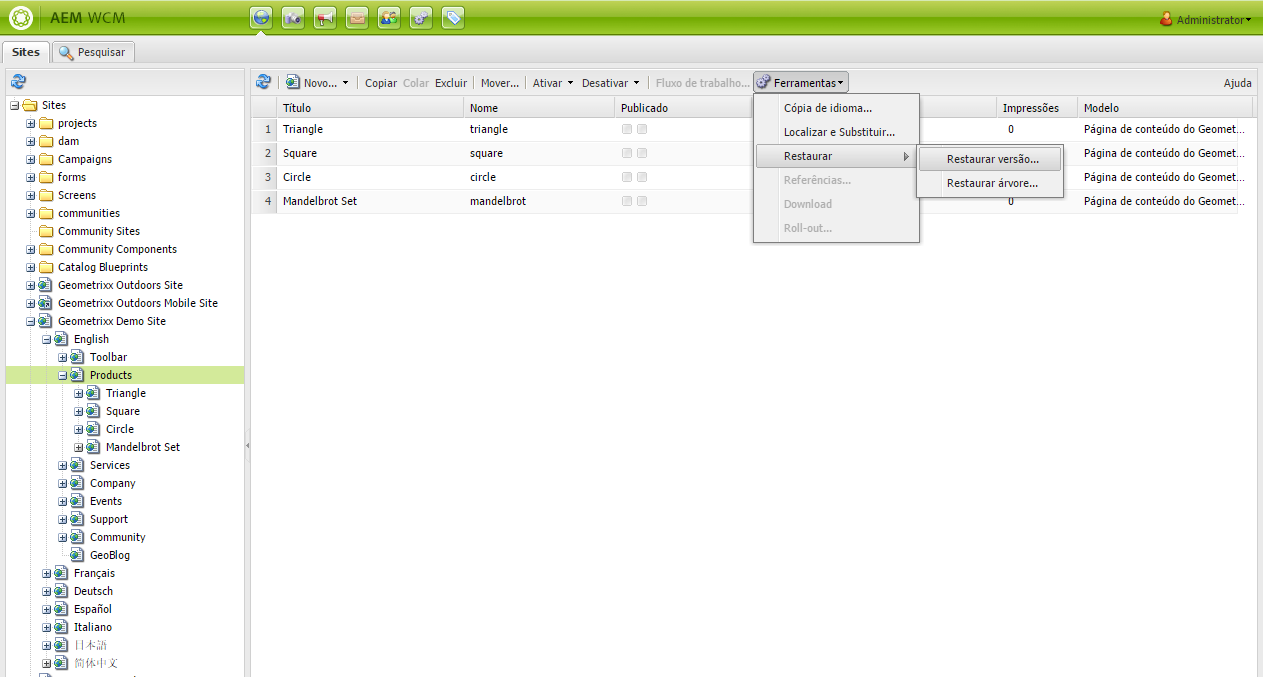 AEM WCM
Administrator
Sites Pesquisar
Novo... Copiar Colar Excluir Mover... Ativar Desativar Fluxo de trabalho... Ferramentas Ajuda
Sites
projects
dam
Campaigns
forms
Screens
communities
Community Sites
Community Components
Catalog Blueprints
Geometrixx Outdoors Site
Geometrixx Outdoors Mobile Site
Geometrixx Demo Site
English
Toolbar
Products
Triangle
Square
Circle
Mandelbrot Set
Services
Company
Events
Support
Community
GeoBlog
Français
Deutsch
Español
Italiano
日本語
简体中文
Título Nome Publicado Impressões Modelo
1 Triangle triangle 0 Página de conteúdo do Geomet...
2 Square square Página de conteúdo do Geomet...
3 Circle circle Página de conteúdo do Geomet...
4 Mandelbrot Set mandelbrot 0 Página de conteúdo do Geomet...
Cópia de idioma...
Localizar e Substituir...
Restaurar
Referências...
Download
Roll-out...
Restaurar versão...
Restaurar árvore...